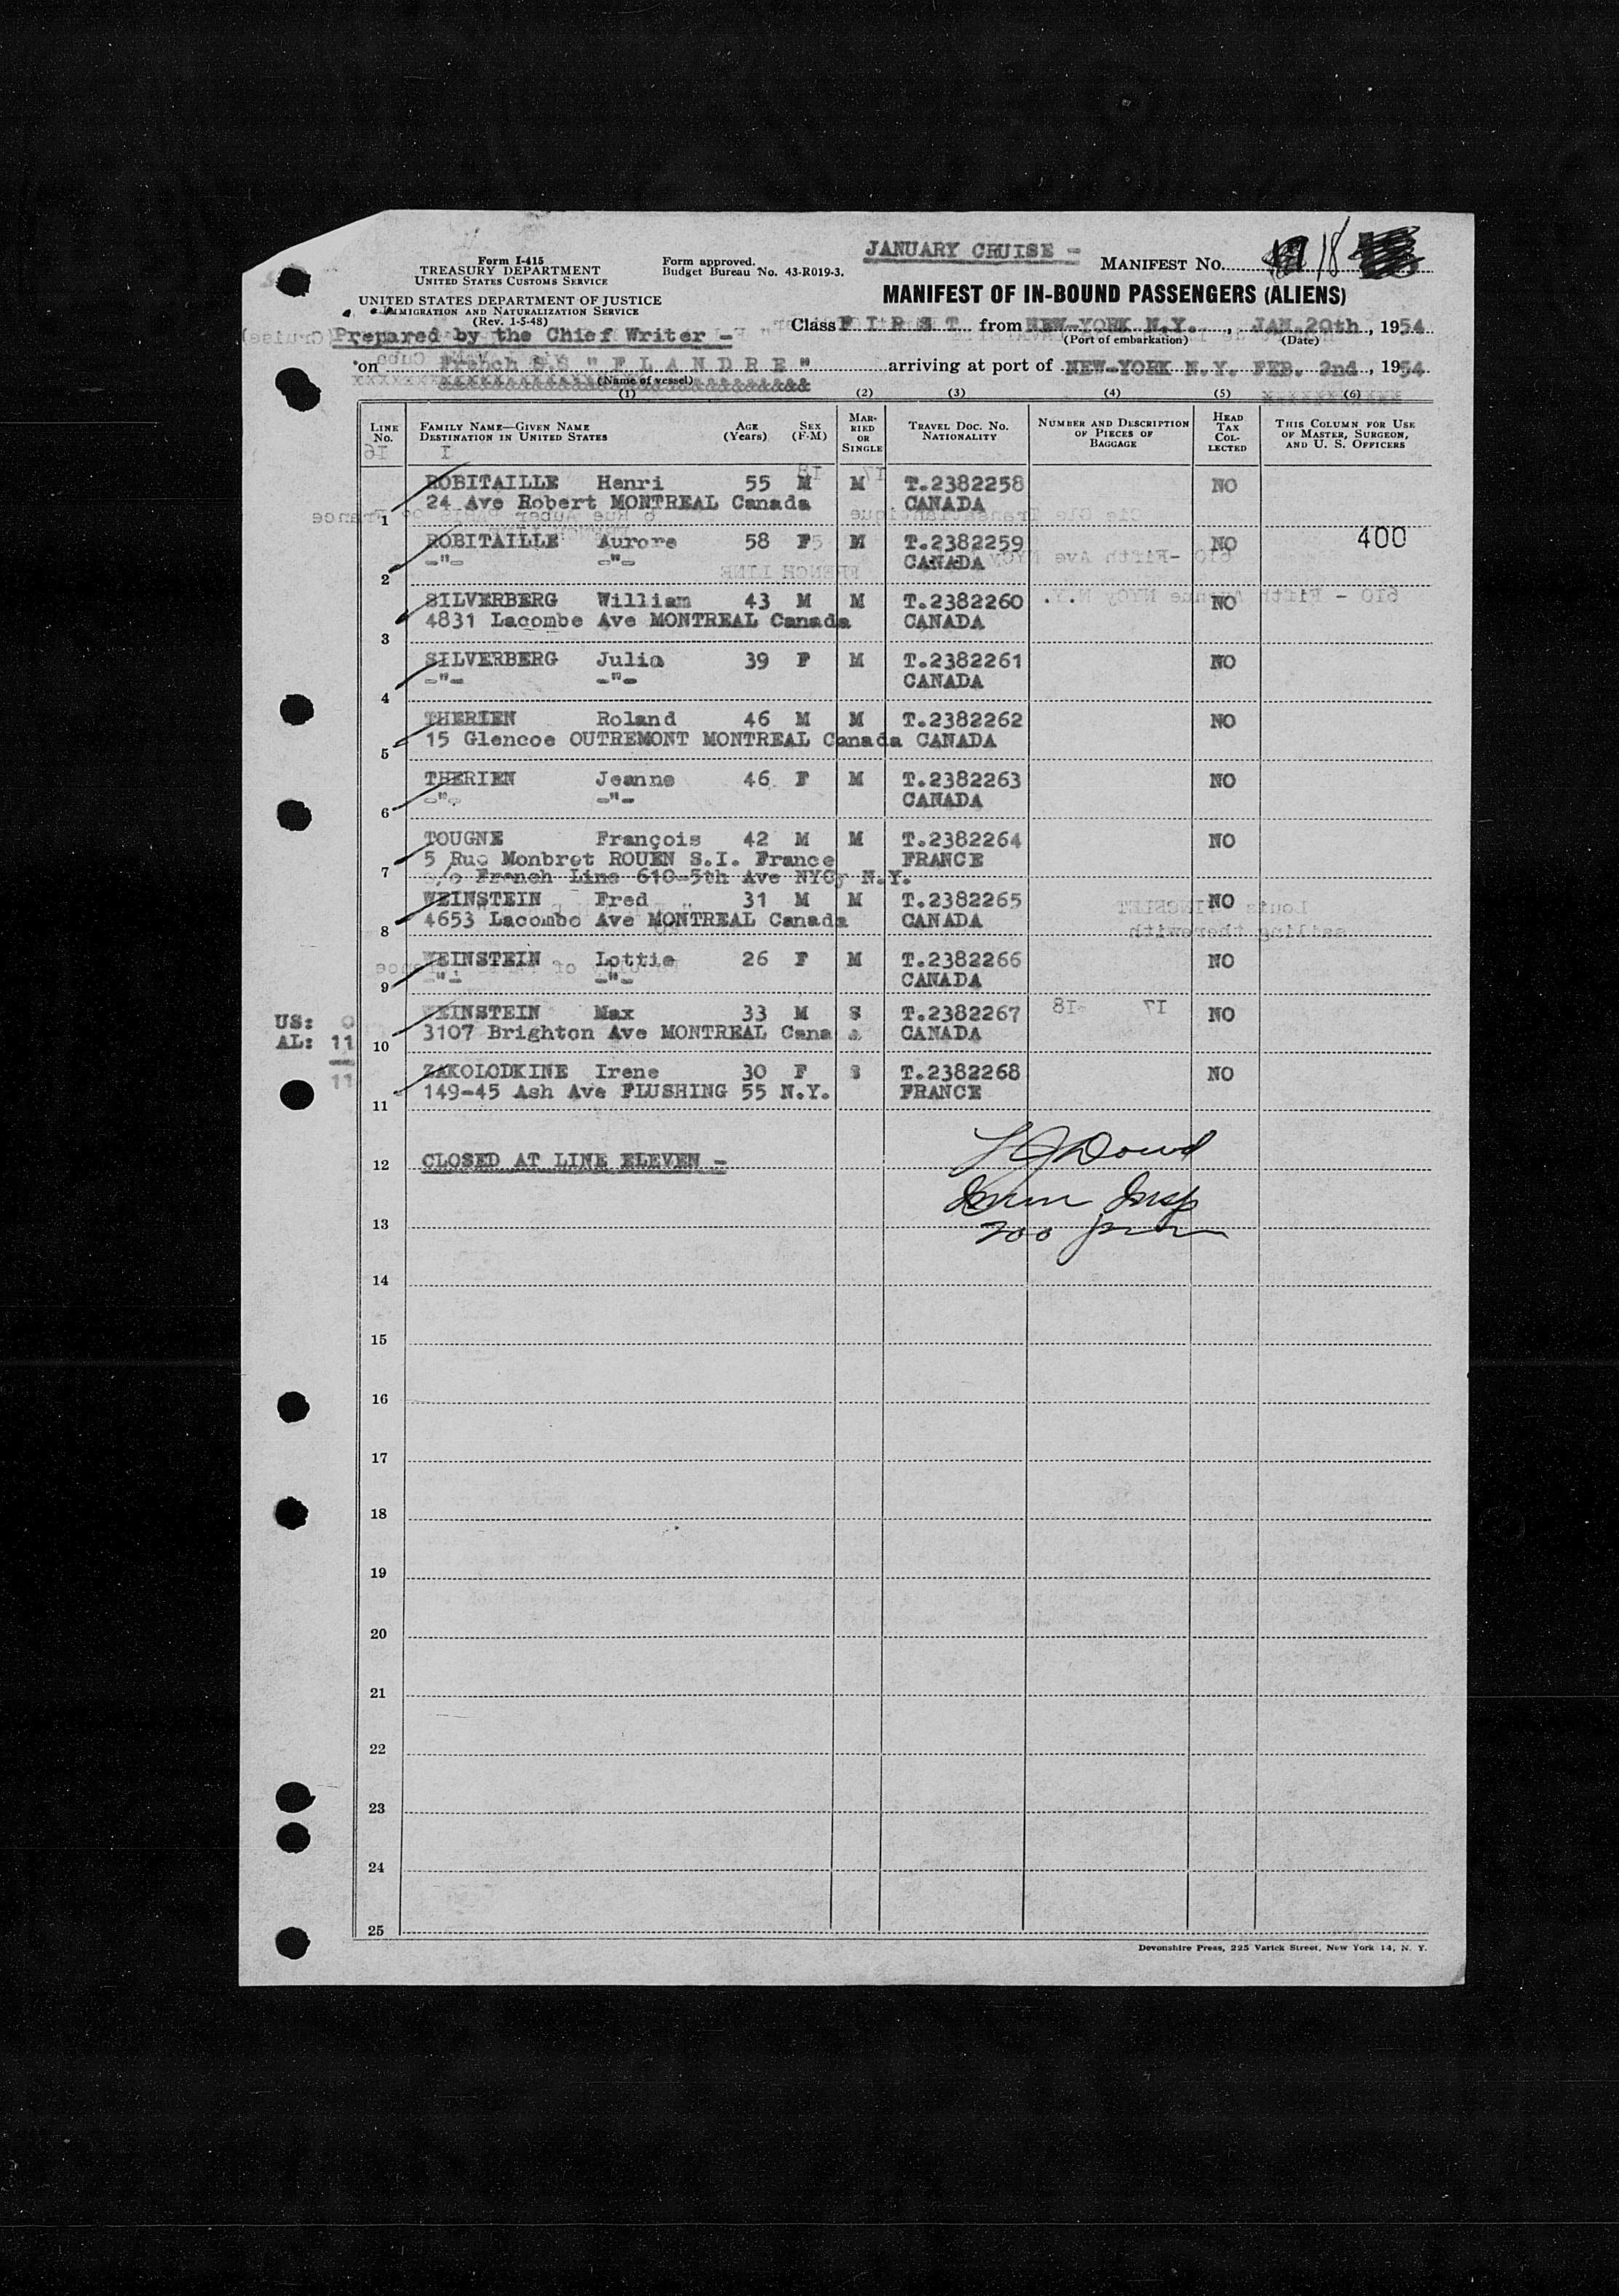 JANUARY CRUISE -
Form I-415
TREASURY DEPARTMENT
UNITED STATES CUSTOMS SERVICE
Form approved.
Budget Bureau No. 43-R019-3.
MANIFEST NO. 18
UNITED STATES DEPARTMENT OF JUSTICE
IMMIGRATION AND NATURALIZATION SERVICE
(Rev. 1-5-48)
MANIFEST OF IN-BOUND PASSENGERS (ALIENS)
Prepared by the Chief Writer -
Class F I R S T from NEW-YORK N.Y., JAN.20th, 1954
(Port of embarkation) (Date)
on French S.S " F L A N D R E " arriving at port of NEW-YORK N.Y. FEB. 2nd, 1954
(Name of vessel)
(1) (2) (3) (4) (5) (6)
LINE No. FAMILY NAME—GIVEN NAME DESTINATION IN UNITED STATES AGE (Years) SEX (F-M) MARRIED OR SINGLE TRAVEL DOC. NO. NATIONALITY NUMBER AND DESCRIPTION OF PIECES OF BAGGAGE HEAD TAX COLLECTED THIS COLUMN FOR USE OF MASTER, SURGEON, AND U. S. OFFICERS
ROBITAILLE Henri 55 M M T.2382258 NO
1 24 Ave Robert MONTREAL Canada CANADA
ROBITAILLE Aurore 58 F M T.2382259 NO 400
2 -"- -"- CANADA
SILVERBERG William 43 M M T.2382260 NO
3 4831 Lacombe Ave MONTREAL Canada CANADA
SILVERBERG Julia 39 F M T.2382261 NO
4 -"- -"- CANADA
THERIEN Roland 46 M M T.2382262 NO
5 15 Glencoe OUTREMONT MONTREAL Canada CANADA
THERIEN Jeanne 46 F M T.2382263 NO
6 -"- -"- CANADA
TOUGNE François 42 M M T.2382264 NO
7 5 Rue Monbret ROUEN S.I. France FRANCE
c/o French Line 610-5th Ave NYCy N.Y.
WEINSTEIN Fred 31 M M T.2382265 NO
8 4653 Lacombe Ave MONTREAL Canada CANADA
WEINSTEIN Lottie 26 F M T.2382266 NO
9 -"- -"- CANADA
US: 0
WEINSTEIN Max 33 M S T.2382267 NO
AL: 11
10 3107 Brighton Ave MONTREAL Cana a CANADA
11
ZAKOLODKINE Irene 30 F S T.2382268 NO
11 149-45 Ash Ave FLUSHING 55 N.Y. FRANCE
12 CLOSED AT LINE ELEVEN -
Dowd
Immn Insp
13
200
14
15
16
17
18
19
20
21
22
23
24
25
Devonshire Press, 225 Varick Street, New York 14, N. Y.